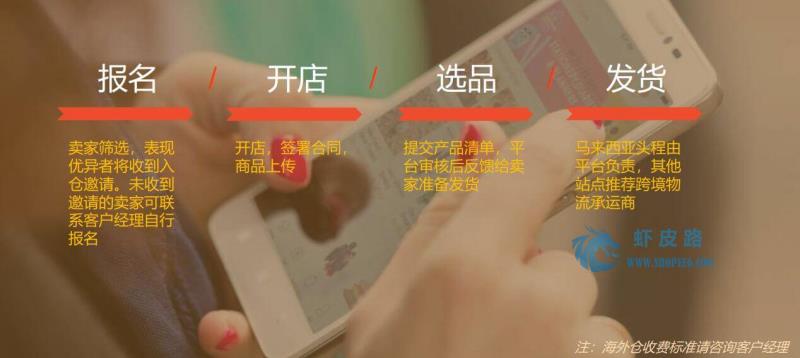 报名 / 开店 / 选品 / 发货
卖家筛选，表现
优异者将收到入
仓邀请。未收到
邀请的卖家可联
系客户经理自行
报名
开店，签署合同，
商品上传
提交产品清单，平
台审核后反馈给卖
家准备发货
马来西亚头程由
平台负责，其他
站点推荐跨境物
流承运商
虾皮路
注：海外仓收费标准请咨询客户经理